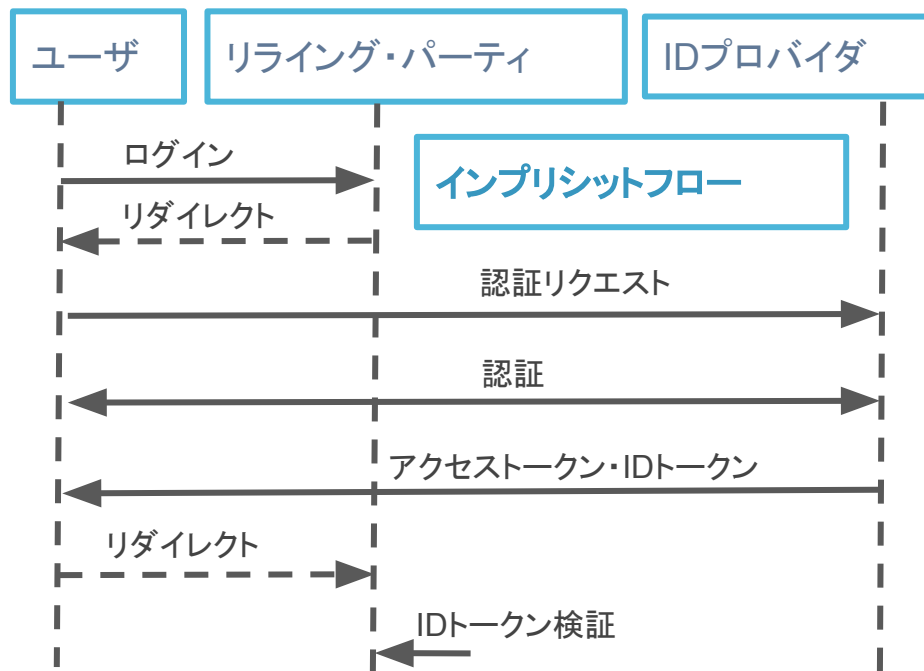 ユーザ
リライング・パーティ
IDプロバイダ
ログイン
インプリシットフロー
リダイレクト
認証リクエスト
認証
アクセストークン・IDトークン
リダイレクト
IDトークン検証